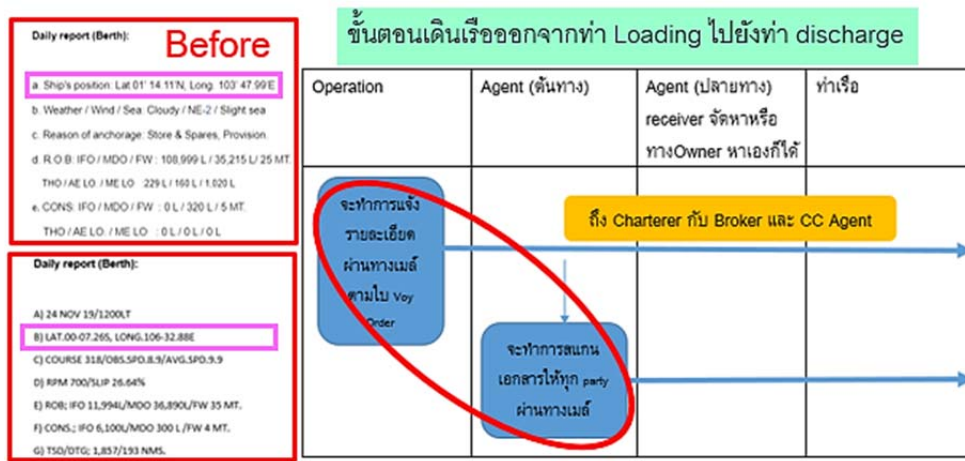 Daily report (Berth):
Before
a. Ship's position: Lat 01' 14.11'N, Long. 103' 47.99'E
b. Weather / Wind / Sea: Cloudy / NE-2 / Slight sea
c. Reason of anchorage: Store & Spares, Provision.
d. R.O.B: IFO / MDO / FW : 108,999 L / 35,215 L / 25 MT.
THO / AE LO. / ME LO : 229 L / 160 L / 1,020 L
e. CONS: IFO / MDO / FW : 0 L / 320 L / 5 MT.
THO / AE LO. / ME LO : 0 L / 0 L / 0 L
Daily report (Berth):
A) 24 NOV 19/1200LT
B) LAT.00-07.26S, LONG.106-32.88E
C) COURSE 318/OBS.SPD.8.9/AVG.SPD.9.9
D) RPM 700/SLIP 26.64%
E) ROB; IFO 11,994L/MDO 36,890L/FW 35 MT.
F) CONS.; IFO 6,100L/MDO 300 L/FW 4 MT.
G) TSD/DTG; 1,857/193 NMS.
ขั้นตอนเดินเรือออกจากท่า Loading ไปยังท่า discharge
Operation
Agent (ต้นทาง)
Agent (ปลายทาง)
receiver จัดหาหรือ
ทางOwner หาเองก็ได้
ท่าเรือ
จะทำการแจ้ง
รายละเอียด
ผ่านทางเมล์
ตามใบ Voy
Order
ถึง Charterer กับ Broker และ CC Agent
จะทำการสแกน
เอกสารให้ทุก party
ผ่านทางเมล์